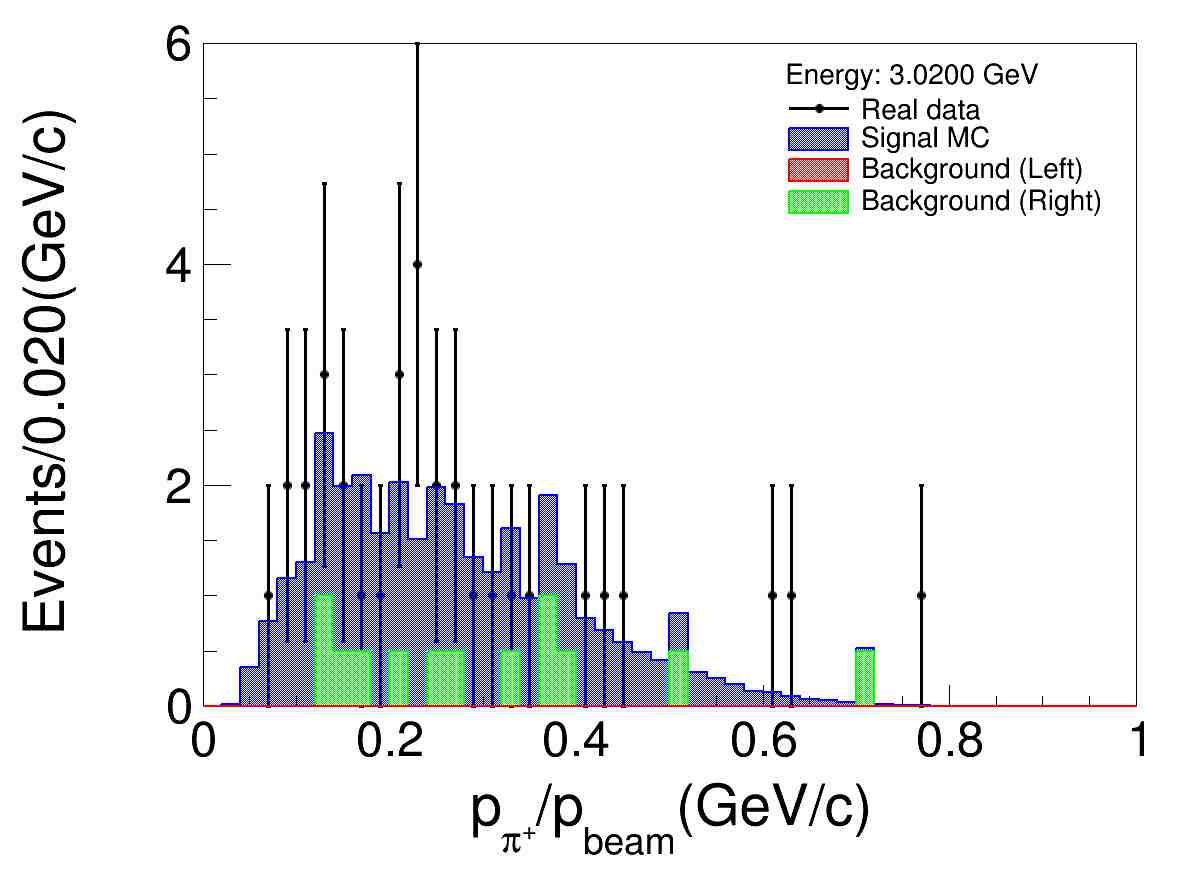 Events/0.020(GeV/c)
6
4
2
0
Energy: 3.0200 GeV
Real data
Signal MC
Background (Left)
Background (Right)
0 0.2 0.4 0.6 0.8 1
pπ+/pbeam(GeV/c)